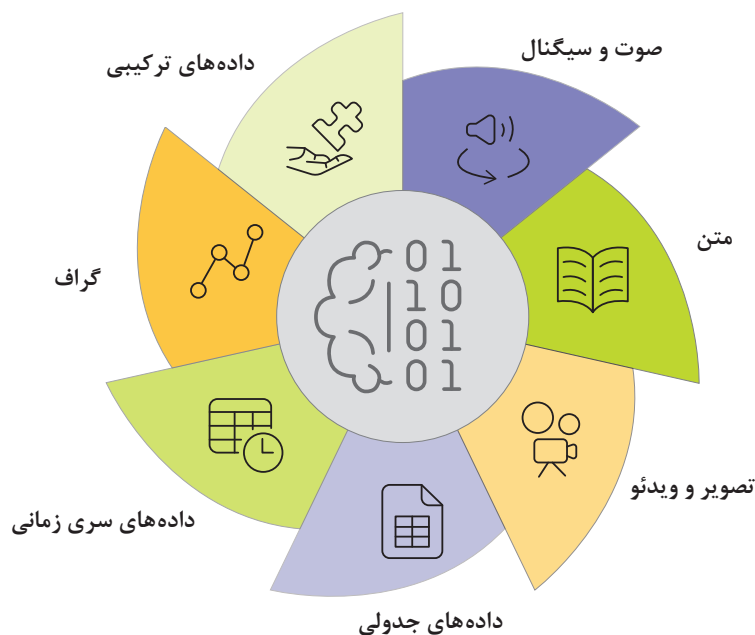 صوت و سیگنال
داده‌های ترکیبی
متن
گراف
تصویر و ویدئو
داده‌های سری زمانی
داده‌های جدولی
01
10
01
01